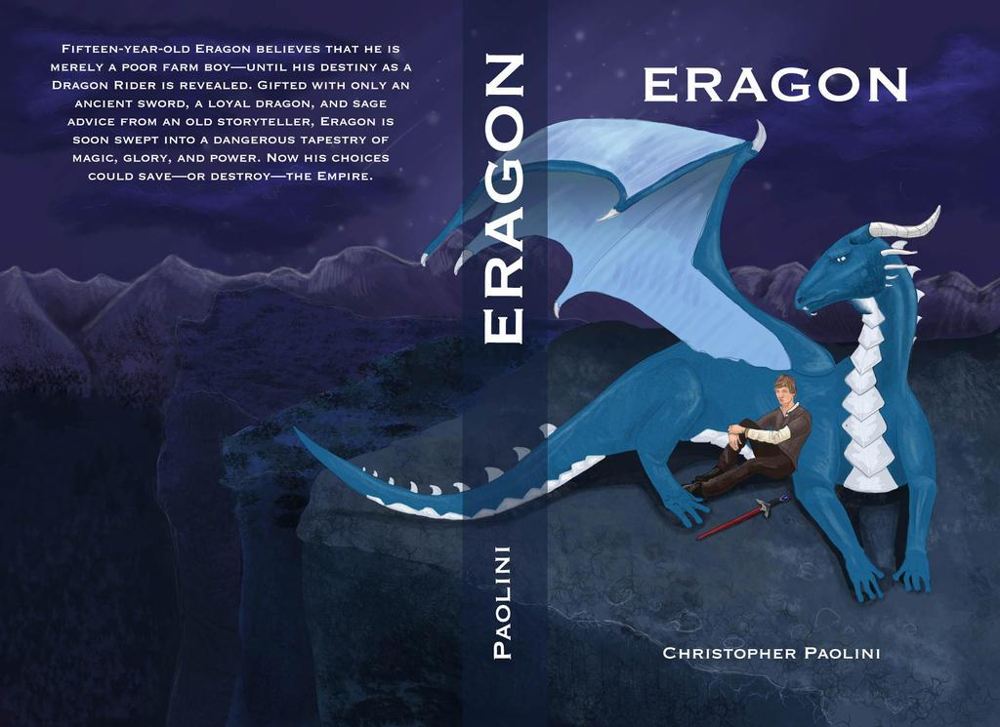 Fifteen-year-old Eragon believes that he is
merely a poor farm boy—until his destiny as a
Dragon Rider is revealed. Gifted with only an
ancient sword, a loyal dragon, and sage
advice from an old storyteller, Eragon is
soon swept into a dangerous tapestry of
magic, glory, and power. Now his choices
could save—or destroy—the Empire.
ERAGON
Paolini
ERAGON
Christopher Paolini